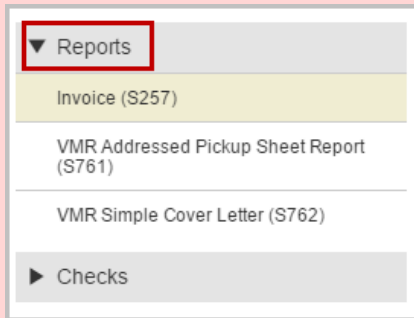 Reports
Invoice (S257)
VMR Addressed Pickup Sheet Report
(S761)
VMR Simple Cover Letter (S762)
Checks